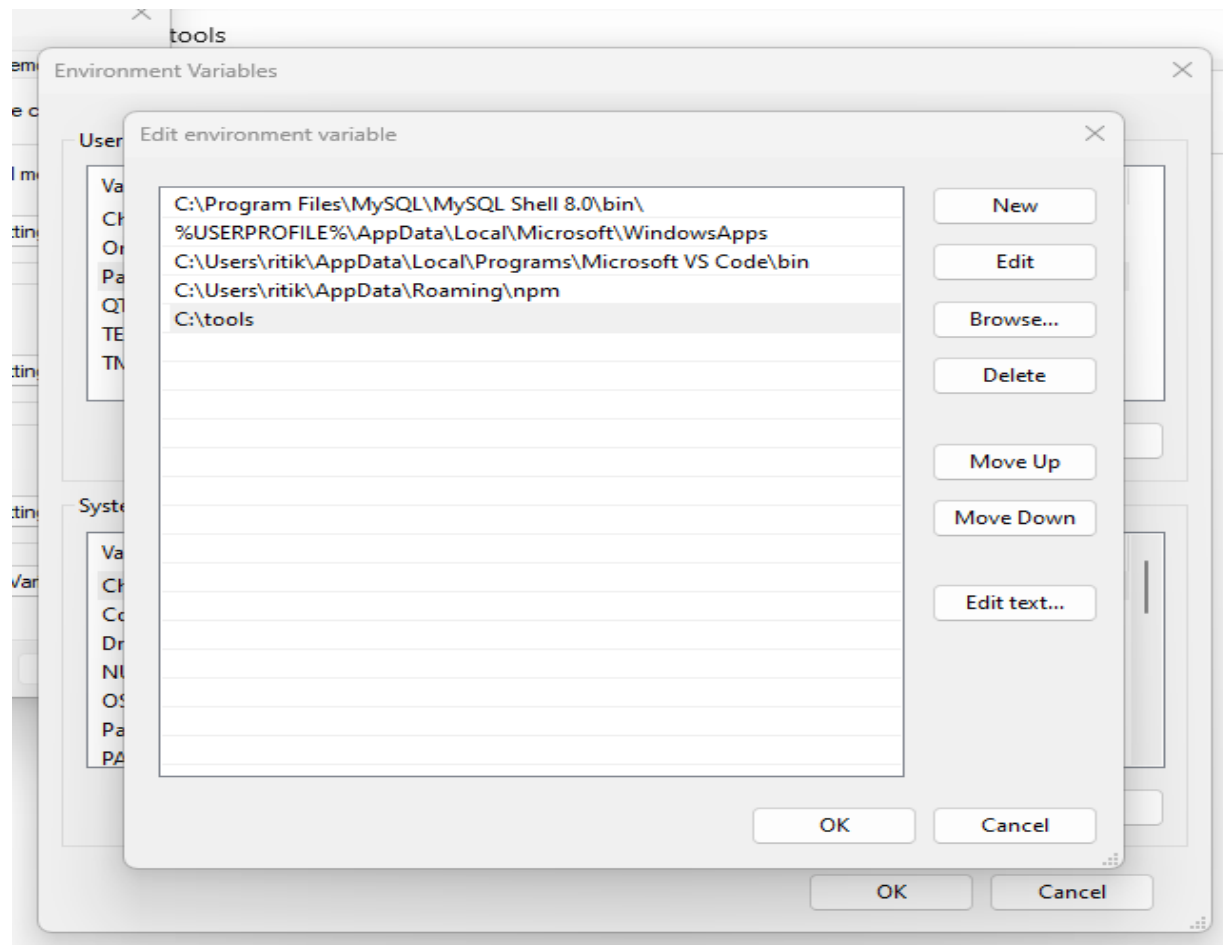 tools
Environment Variables
Edit environment variable
User
C:\Program Files\MySQL\MySQL Shell 8.0\bin\
%USERPROFILE%\AppData\Local\Microsoft\WindowsApps
C:\Users\ritik\AppData\Local\Programs\Microsoft VS Code\bin
C:\Users\ritik\AppData\Roaming\npm
C:\tools
New
Edit
Browse...
Delete
Move Up
Move Down
Edit text...
OK
Cancel
OK
Cancel